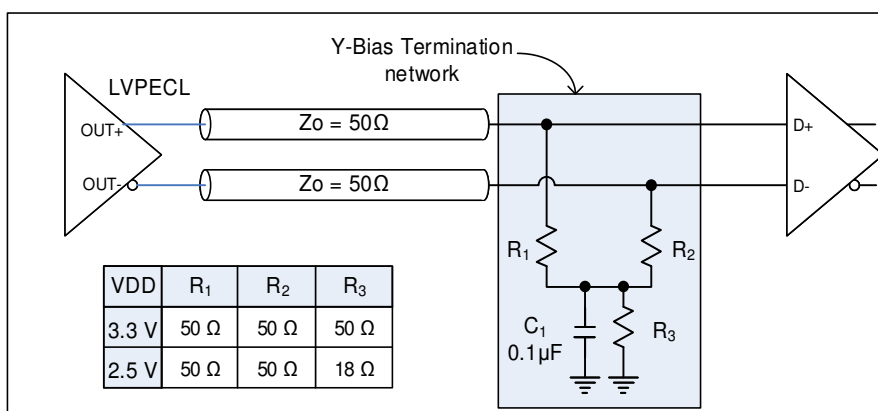 Y-Bias Termination
network
LVPECL
OUT+
Zo = 50Ω
D+
OUT-
Zo = 50Ω
D-
R1
R2
VDD R1 R2 R3
3.3 V 50 Ω 50 Ω 50 Ω
2.5 V 50 Ω 50 Ω 18 Ω
C1
0.1µF
R3